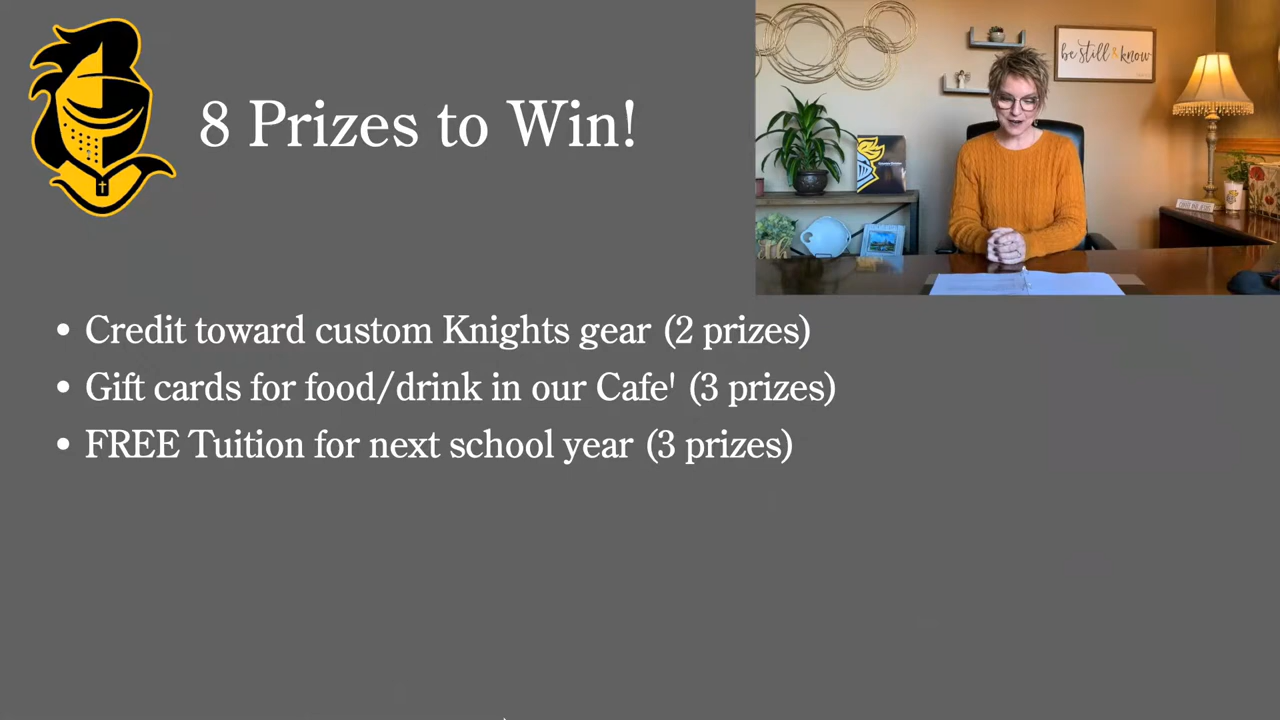 8 Prizes to Win!
be still & know
• Credit toward custom Knights gear (2 prizes)
• Gift cards for food/drink in our Cafe' (3 prizes)
• FREE Tuition for next school year (3 prizes)